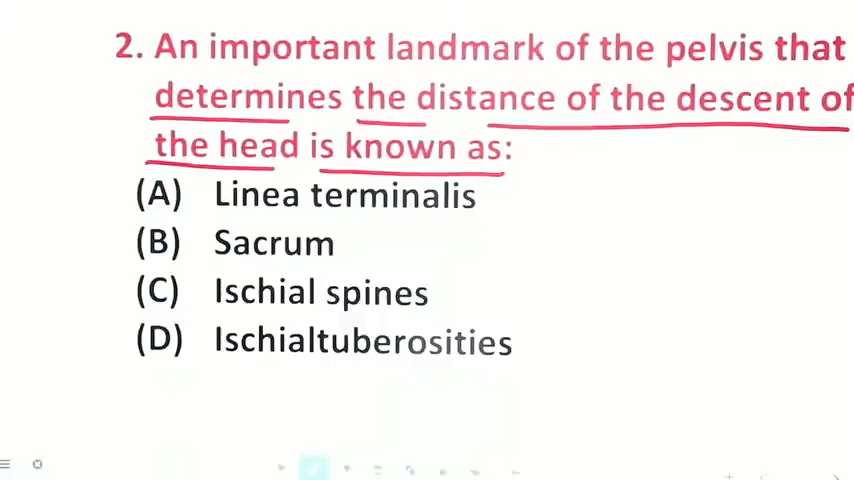 2. An important landmark of the pelvis that
determines the distance of the descent of
the head is known as:
(A) Linea terminalis
(B) Sacrum
(C) Ischial spines
(D) Ischialtuberosities